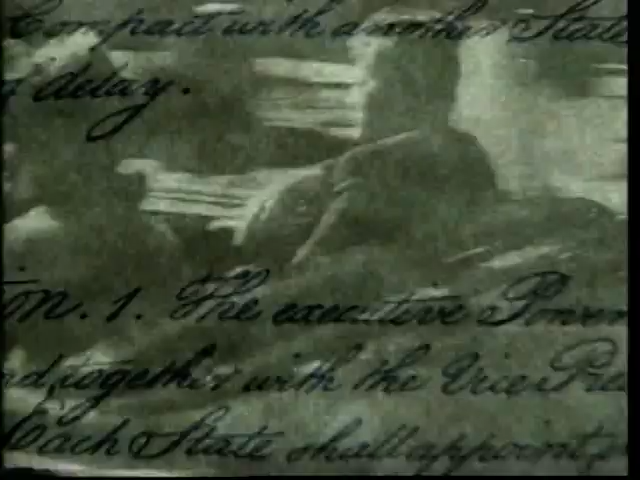 Compact with another State
delay.
on. 1. The executive Power
nd together with the Vice Pre
Each State shall appoint,